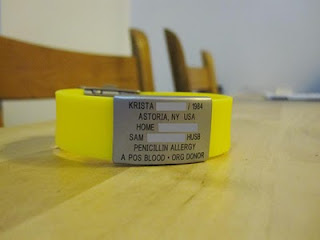 KRISTA / 1984
ASTORIA, NY USA
HOME
SAM HUSB
PENICILLIN ALLERGY
A POS BLOOD • ORG DONOR